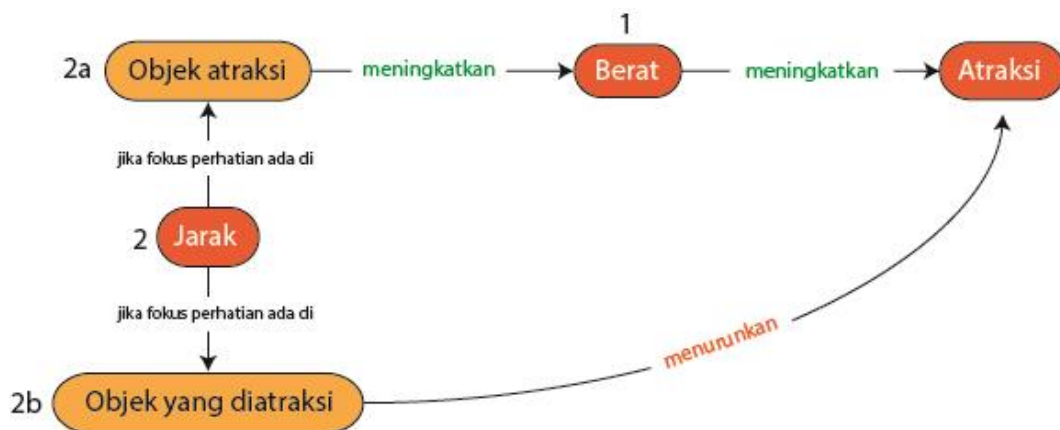 1
2a
Objek atraksi
meningkatkan
Berat
meningkatkan
Atraksi
jika fokus perhatian ada di
2
Jarak
jika fokus perhatian ada di
menurunkan
2b
Objek yang diatraksi